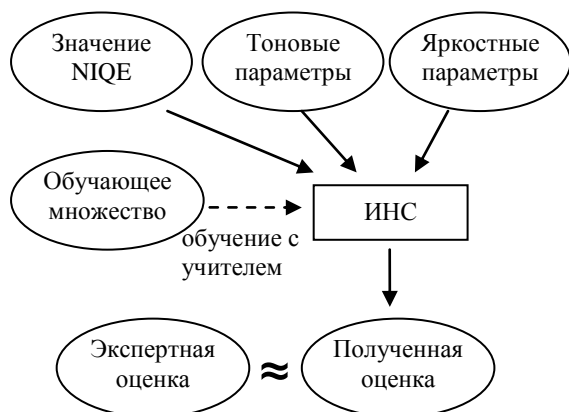 Значение
NIQE
Тоновые
параметры
Яркостные
параметры
Обучающее
множество
обучение с
учителем
ИНС
Экспертная
оценка
≈
Полученная
оценка